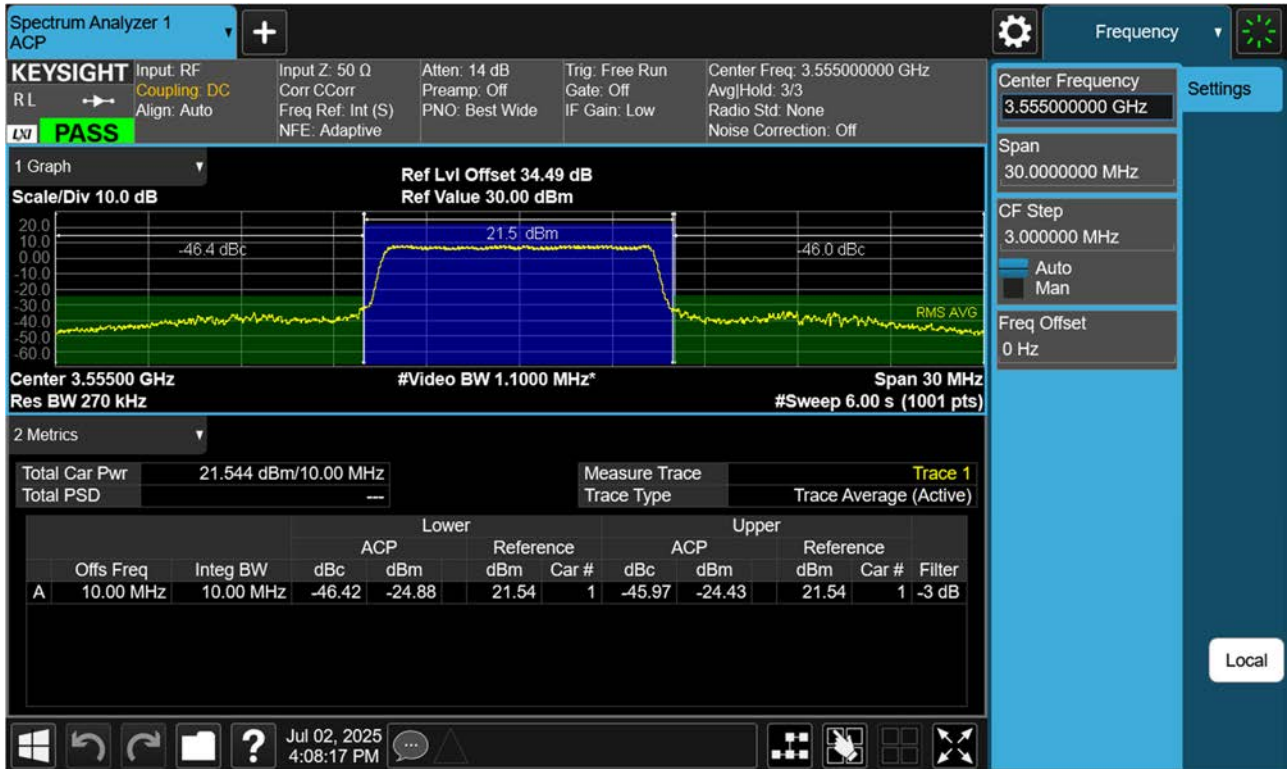 Spectrum Analyzer 1
ACP
+
Frequency
KEYSIGHT
RL
LXI PASS
Input: RF
Coupling: DC
Align: Auto
Input Z: 50 Ω
Corr CCorr
Freq Ref: Int (S)
NFE: Adaptive
Atten: 14 dB
Preamp: Off
PNO: Best Wide
Trig: Free Run
Gate: Off
IF Gain: Low
Center Freq: 3.555000000 GHz
Avg|Hold: 3/3
Radio Std: None
Noise Correction: Off
Center Frequency
3.555000000 GHz
Settings
Span
30.0000000 MHz
CF Step
3.000000 MHz
Auto
Man
Freq Offset
0 Hz
Local
1 Graph
Scale/Div 10.0 dB
Ref Lvl Offset 34.49 dB
Ref Value 30.00 dBm
20.0
10.0
0.00
-10.0
-20.0
-30.0
-40.0
-50.0
-60.0
-46.4 dBc
21.5 dBm
-46.0 dBc
RMS AVG
Center 3.55500 GHz #Video BW 1.1000 MHz* Span 30 MHz
Res BW 270 kHz #Sweep 6.00 s (1001 pts)
2 Metrics
Total Car Pwr 21.544 dBm/10.00 MHz Measure Trace Trace 1
Total PSD --- Trace Type Trace Average (Active)
Lower Upper
ACP Reference ACP Reference
Offs Freq Integ BW dBc dBm dBm Car # dBc dBm dBm Car # Filter
A 10.00 MHz 10.00 MHz -46.42 -24.88 21.54 1 -45.97 -24.43 21.54 1 -3 dB
?
Jul 02, 2025
4:08:17 PM